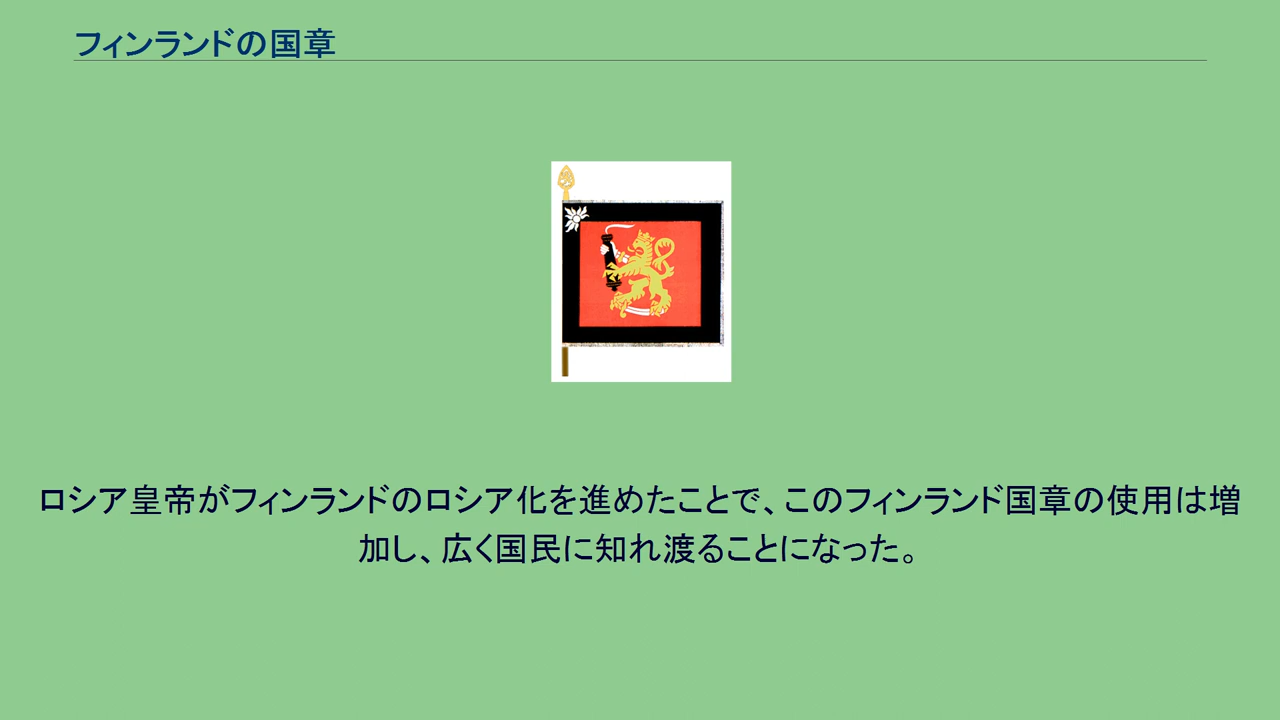 フィンランドの国章
ロシア皇帝がフィンランドのロシア化を進めたことで、このフィンランド国章の使用は増
加し、広く国民に知れ渡ることになった。